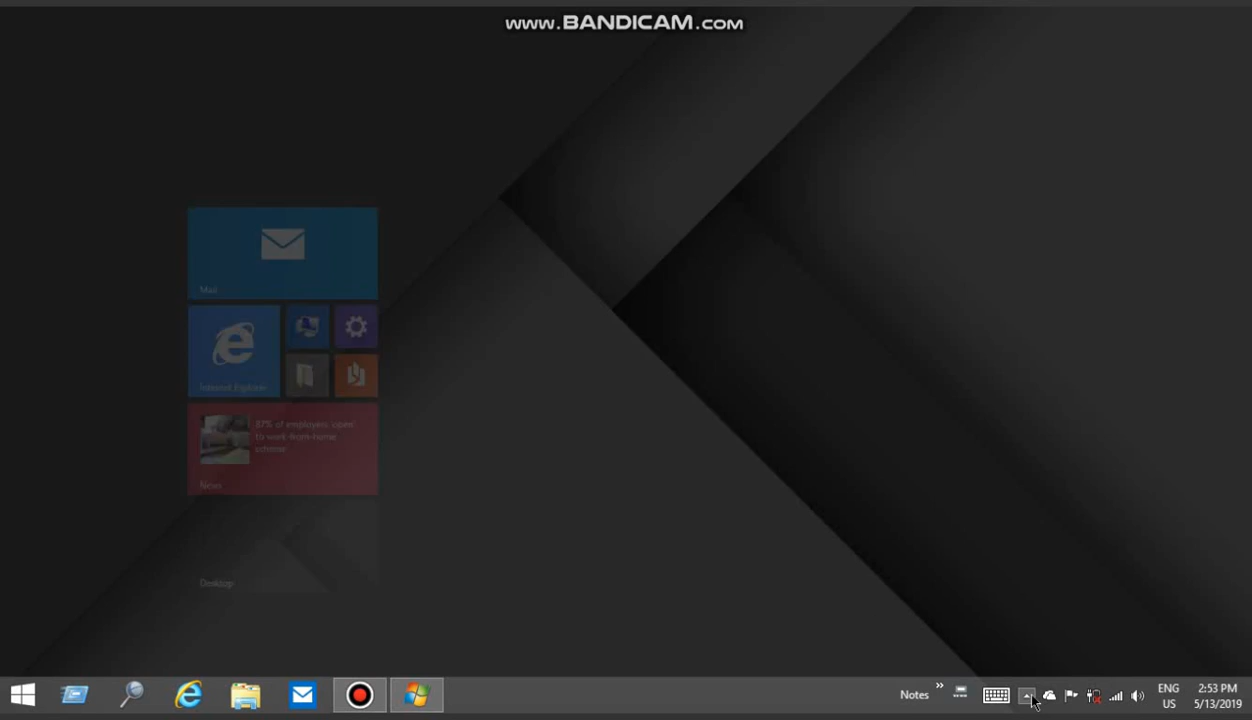 www.BANDICAM.com
Mail
Internet Explorer
37% of employees 'open'
to work-from-home
scheme
News
Desktop
Notes
»
ENG
US
2:53 PM
5/13/2019